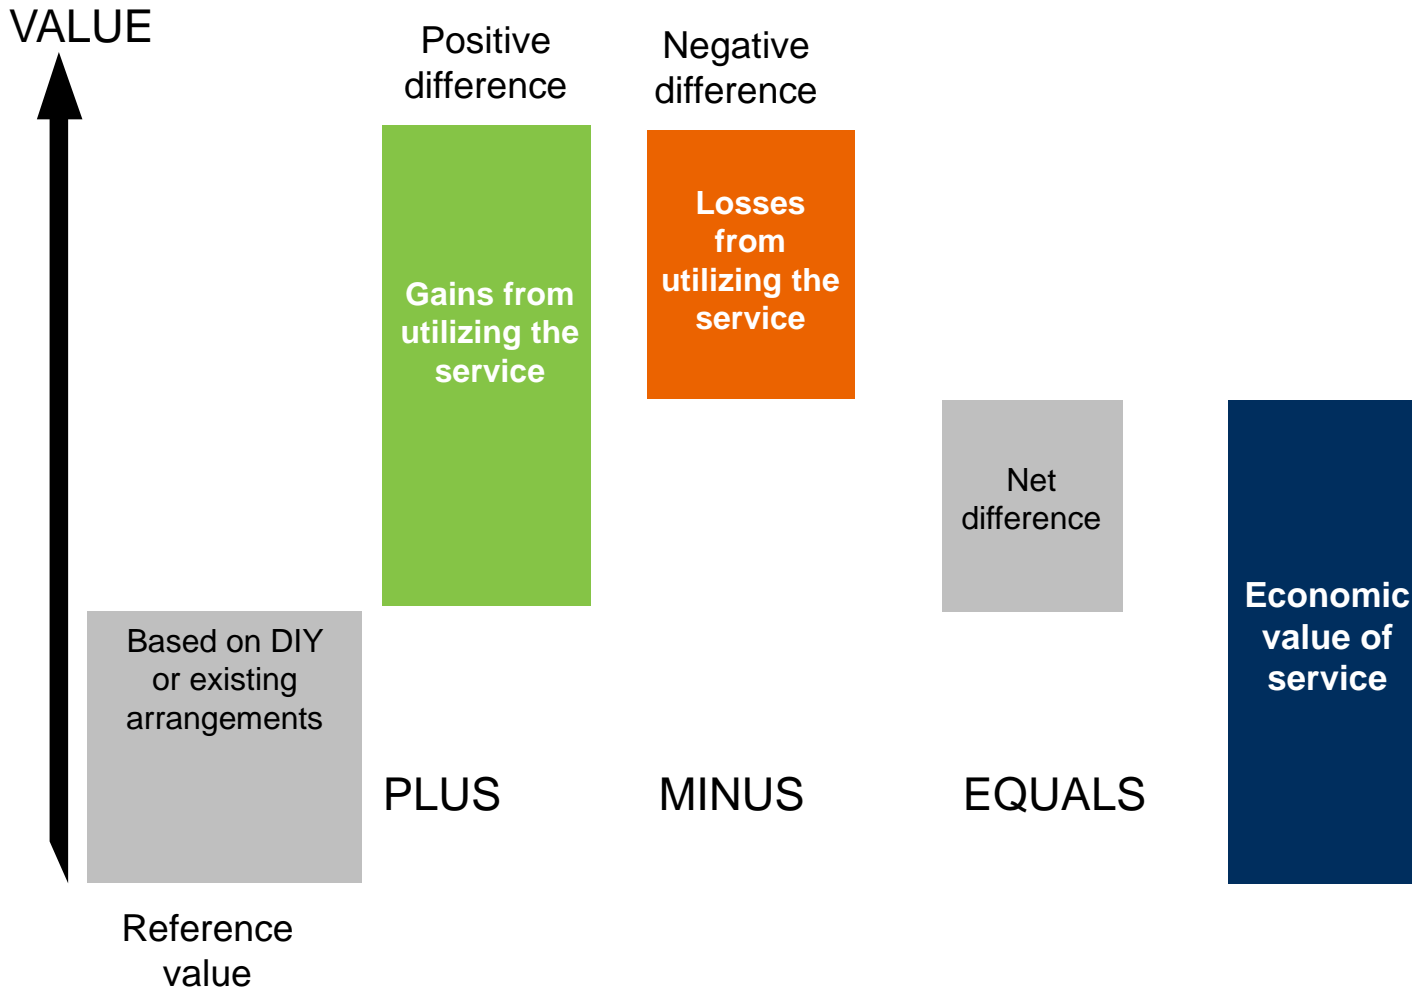 VALUE
Positive
difference
Negative
difference
Gains from
utilizing the
service
Losses
from
utilizing the
service
Net
difference
Economic
value of
service
Based on DIY
or existing
arrangements
PLUS
MINUS
EQUALS
Reference
value